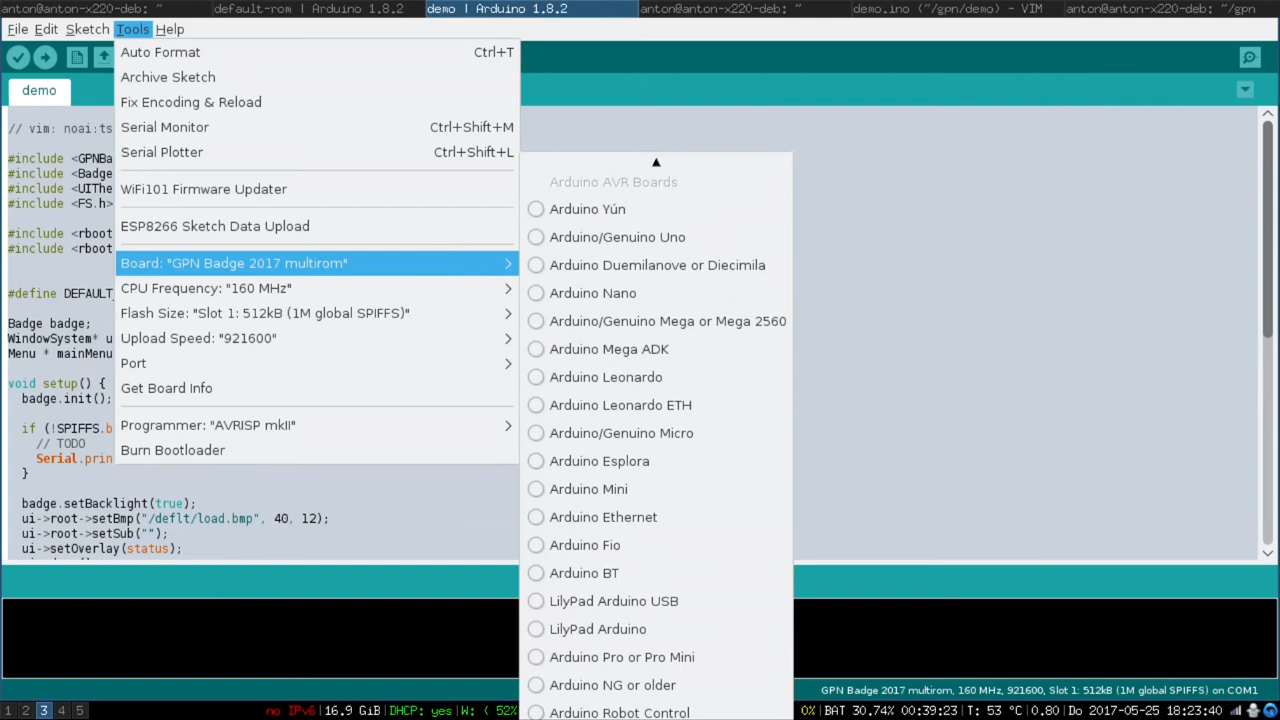 anton@anton-x220-deb: ~
default-rom | Arduino 1.8.2
demo | Arduino 1.8.2
anton@anton-x220-deb: ~
demo.ino (~/gpn/demo) - VIM
anton@anton-x220-deb: ~/gpn
File Edit Sketch Tools Help
demo
// vim: noai:ts
#include <GPNBa
#include <Badge
#include <UIThe
#include <FS.h>
#include <rboot
#include <rboot
#define DEFAULT_
Badge badge;
WindowSystem* u
Menu * mainMenu
void setup() {
badge.init();
if (!SPIFFS.b
// TODO
Serial.prin
}
badge.setBacklight(true);
ui->root->setBmp("/deflt/load.bmp", 40, 12);
ui->root->setSub("");
ui->setOverlay(status);
Auto Format Ctrl+T
Archive Sketch
Fix Encoding & Reload
Serial Monitor Ctrl+Shift+M
Serial Plotter Ctrl+Shift+L
WiFi101 Firmware Updater
ESP8266 Sketch Data Upload
Board: "GPN Badge 2017 multirom"
CPU Frequency: "160 MHz"
Flash Size: "Slot 1: 512kB (1M global SPIFFS)"
Upload Speed: "921600"
Port
Get Board Info
Programmer: "AVRISP mkII"
Burn Bootloader
Arduino AVR Boards
Arduino Yún
Arduino/Genuino Uno
Arduino Duemilanove or Diecimila
Arduino Nano
Arduino/Genuino Mega or Mega 2560
Arduino Mega ADK
Arduino Leonardo
Arduino Leonardo ETH
Arduino/Genuino Micro
Arduino Esplora
Arduino Mini
Arduino Ethernet
Arduino Fio
Arduino BT
LilyPad Arduino USB
LilyPad Arduino
Arduino Pro or Pro Mini
Arduino NG or older
Arduino Robot Control
GPN Badge 2017 multirom, 160 MHz, 921600, Slot 1: 512kB (1M global SPIFFS) on COM1
1 2 3 4 5
no IPv6|16.9 GiB|DHCP: yes|W: ( 52%
0%|BAT 30.74% 00:39:23|T: 53 °C|0.80|Do 2017-05-25 18:23:40